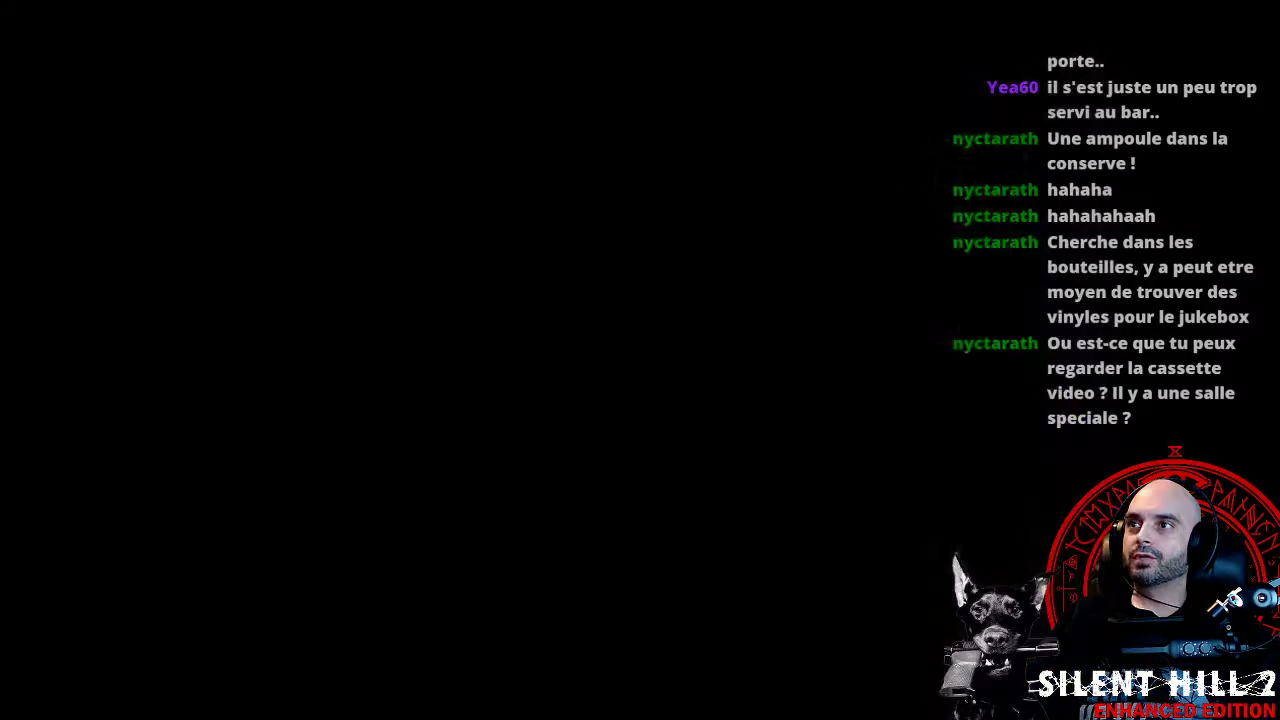 porte..
Yea60 il s'est juste un peu trop
servi au bar..
nyctarath Une ampoule dans la
conserve !
nyctarath hahaha
nyctarath hahahahaah
nyctarath Cherche dans les
bouteilles, y a peut etre
moyen de trouver des
vinyles pour le jukebox
nyctarath Ou est-ce que tu peux
regarder la cassette
video ? Il y a une salle
speciale ?
SILENT HILL 2
ENHANCED EDITION